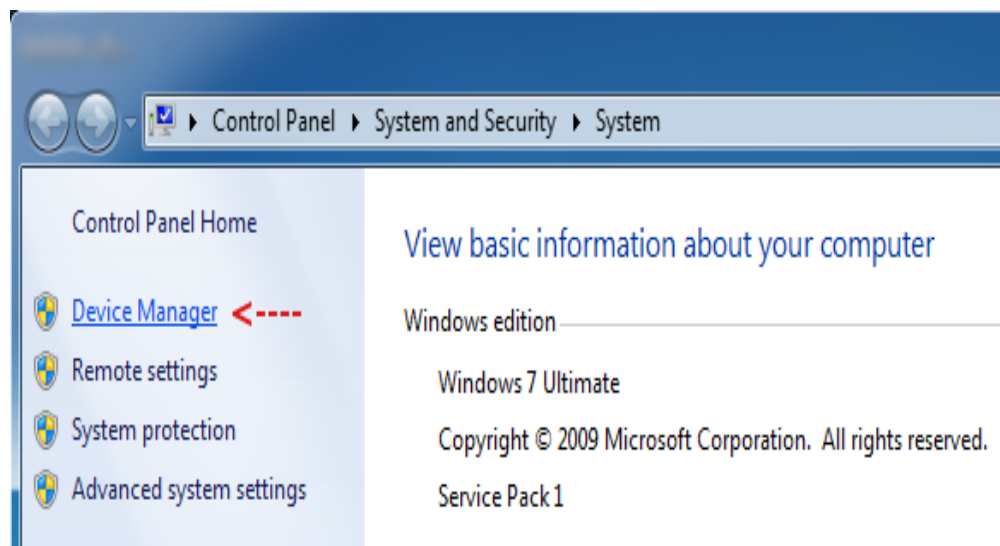 Control Panel ▸ System and Security ▸ System
Control Panel Home
Device Manager <----
Remote settings
System protection
Advanced system settings
View basic information about your computer
Windows edition
Windows 7 Ultimate
Copyright © 2009 Microsoft Corporation. All rights reserved.
Service Pack 1